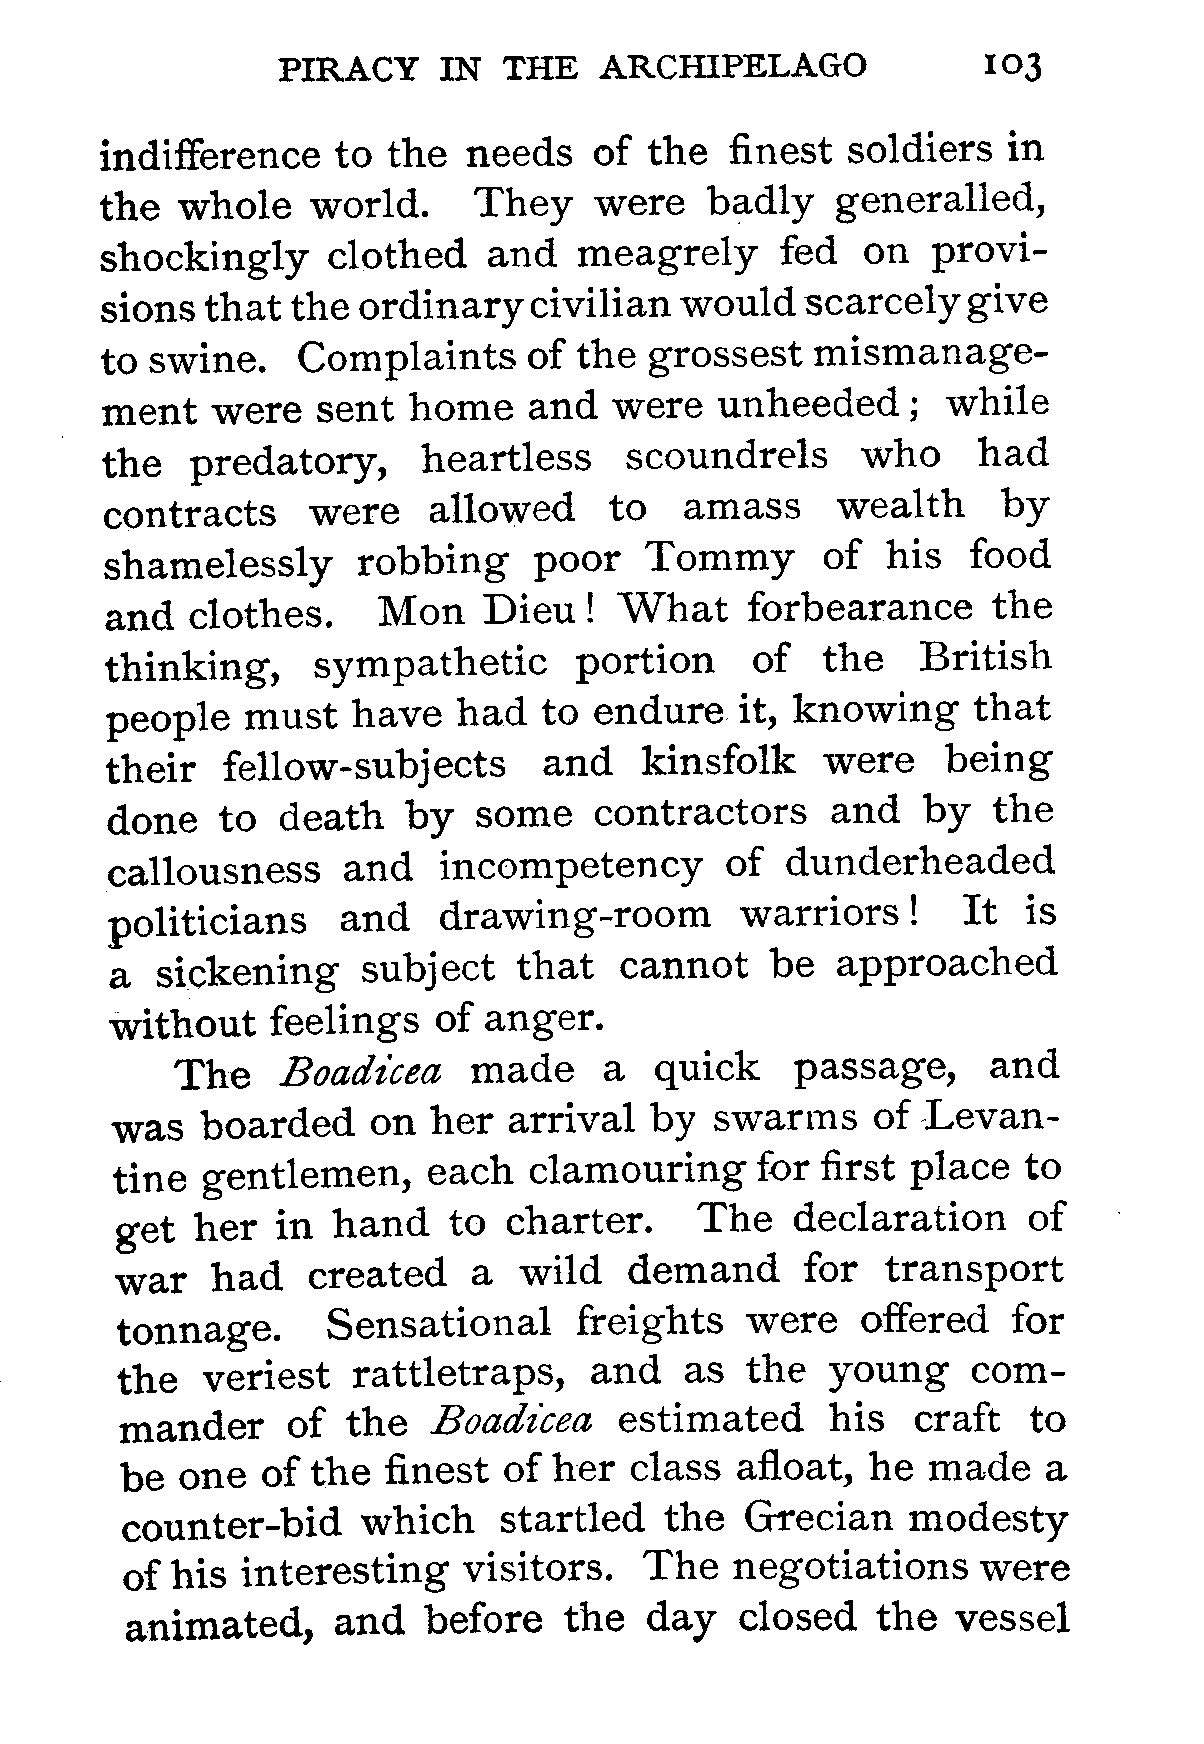 PIRACY IN THE ARCHIPELAGO 103
indifference to the needs of the finest soldiers in
the whole world. They were badly generalled,
shockingly clothed and meagrely fed on provi-
sions that the ordinary civilian would scarcely give
to swine. Complaints of the grossest mismanage-
ment were sent home and were unheeded; while
the predatory, heartless scoundrels who had
contracts were allowed to amass wealth by
shamelessly robbing poor Tommy of his food
and clothes. Mon Dieu! What forbearance the
thinking, sympathetic portion of the British
people must have had to endure it, knowing that
their fellow-subjects and kinsfolk were being
done to death by some contractors and by the
callousness and incompetency of dunderheaded
politicians and drawing-room warriors! It is
a sickening subject that cannot be approached
without feelings of anger.
The Boadicea made a quick passage, and
was boarded on her arrival by swarms of Levan-
tine gentlemen, each clamouring for first place to
get her in hand to charter. The declaration of
war had created a wild demand for transport
tonnage. Sensational freights were offered for
the veriest rattletraps, and as the young com-
mander of the Boadicea estimated his craft to
be one of the finest of her class afloat, he made a
counter-bid which startled the Grecian modesty
of his interesting visitors. The negotiations were
animated, and before the day closed the vessel